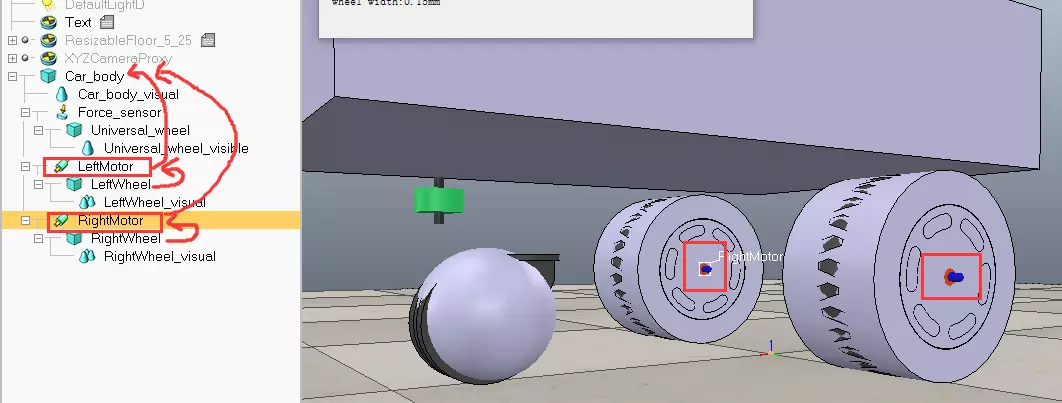 DefaultLightD
wheel width:0.15mm
Text
ResizableFloor_5_25
XYZCameraProxy
Car_body
Car_body_visual
Force_sensor
Universal_wheel
Universal_wheel_visible
LeftMotor
LeftWheel
LeftWheel_visual
RightMotor
RightWheel
RightWheel_visual
RightMotor
1